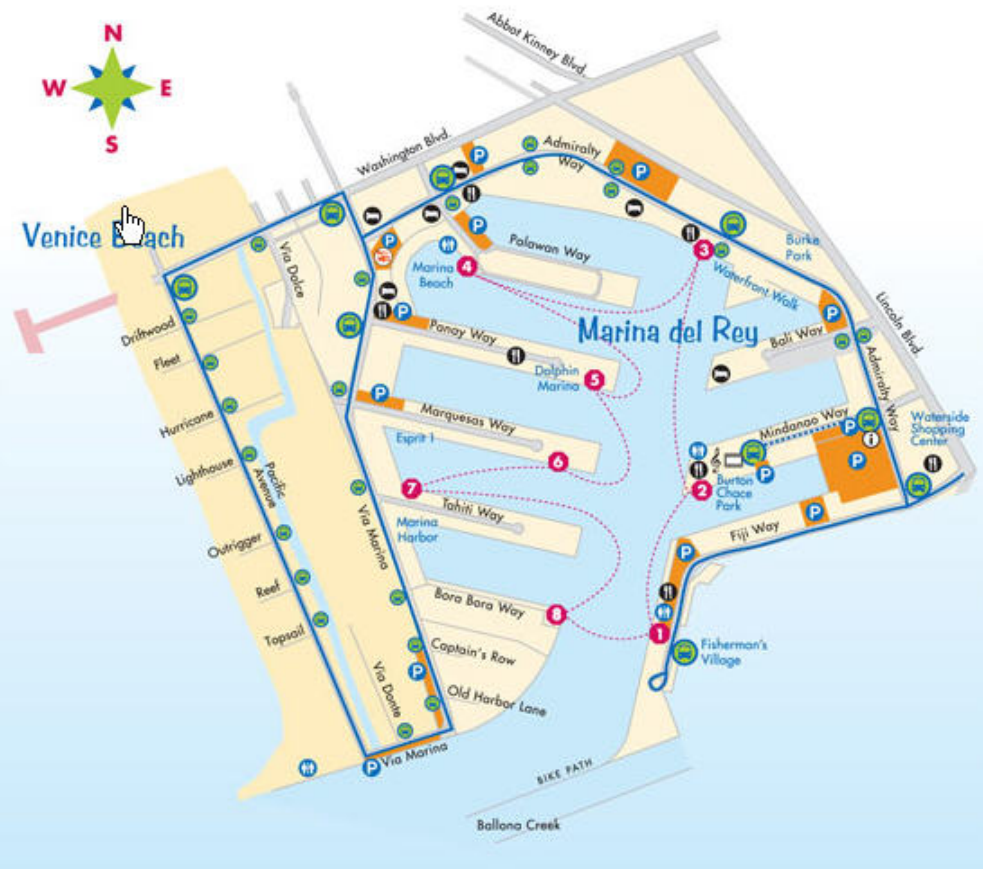 N
W E
S
Abbot Kinney Blvd.
Washington Blvd.
Admiralty
Way
P
P
P
Venice Beach
Via Dolce
P
Marina
Beach
4
Palawan Way
3
Burke
Park
Waterfront Walk
Lincoln Blvd.
Driftwood
Fleet
P
Panay Way
Marina del Rey
P
Bali Way
Dolphin
Marina
5
Admiralty Way
Hurricane
P
Marquesas Way
Esprit 1
Mindanao Way
P
i
Waterside
Shopping
Center
Lighthouse
Pacific
Avenue
6
P
P
7
2
Burton
Chace
Park
Marina
Harbor
Tahiti Way
Via Marina
Fiji Way
P
Outrigger
P
Reef
Bora Bora Way
8
Topsail
1
Captain's Row
Fisherman's
Village
P
Via Donte
Old Harbor Lane
P
Via Marina
BIKE PATH
Ballona Creek